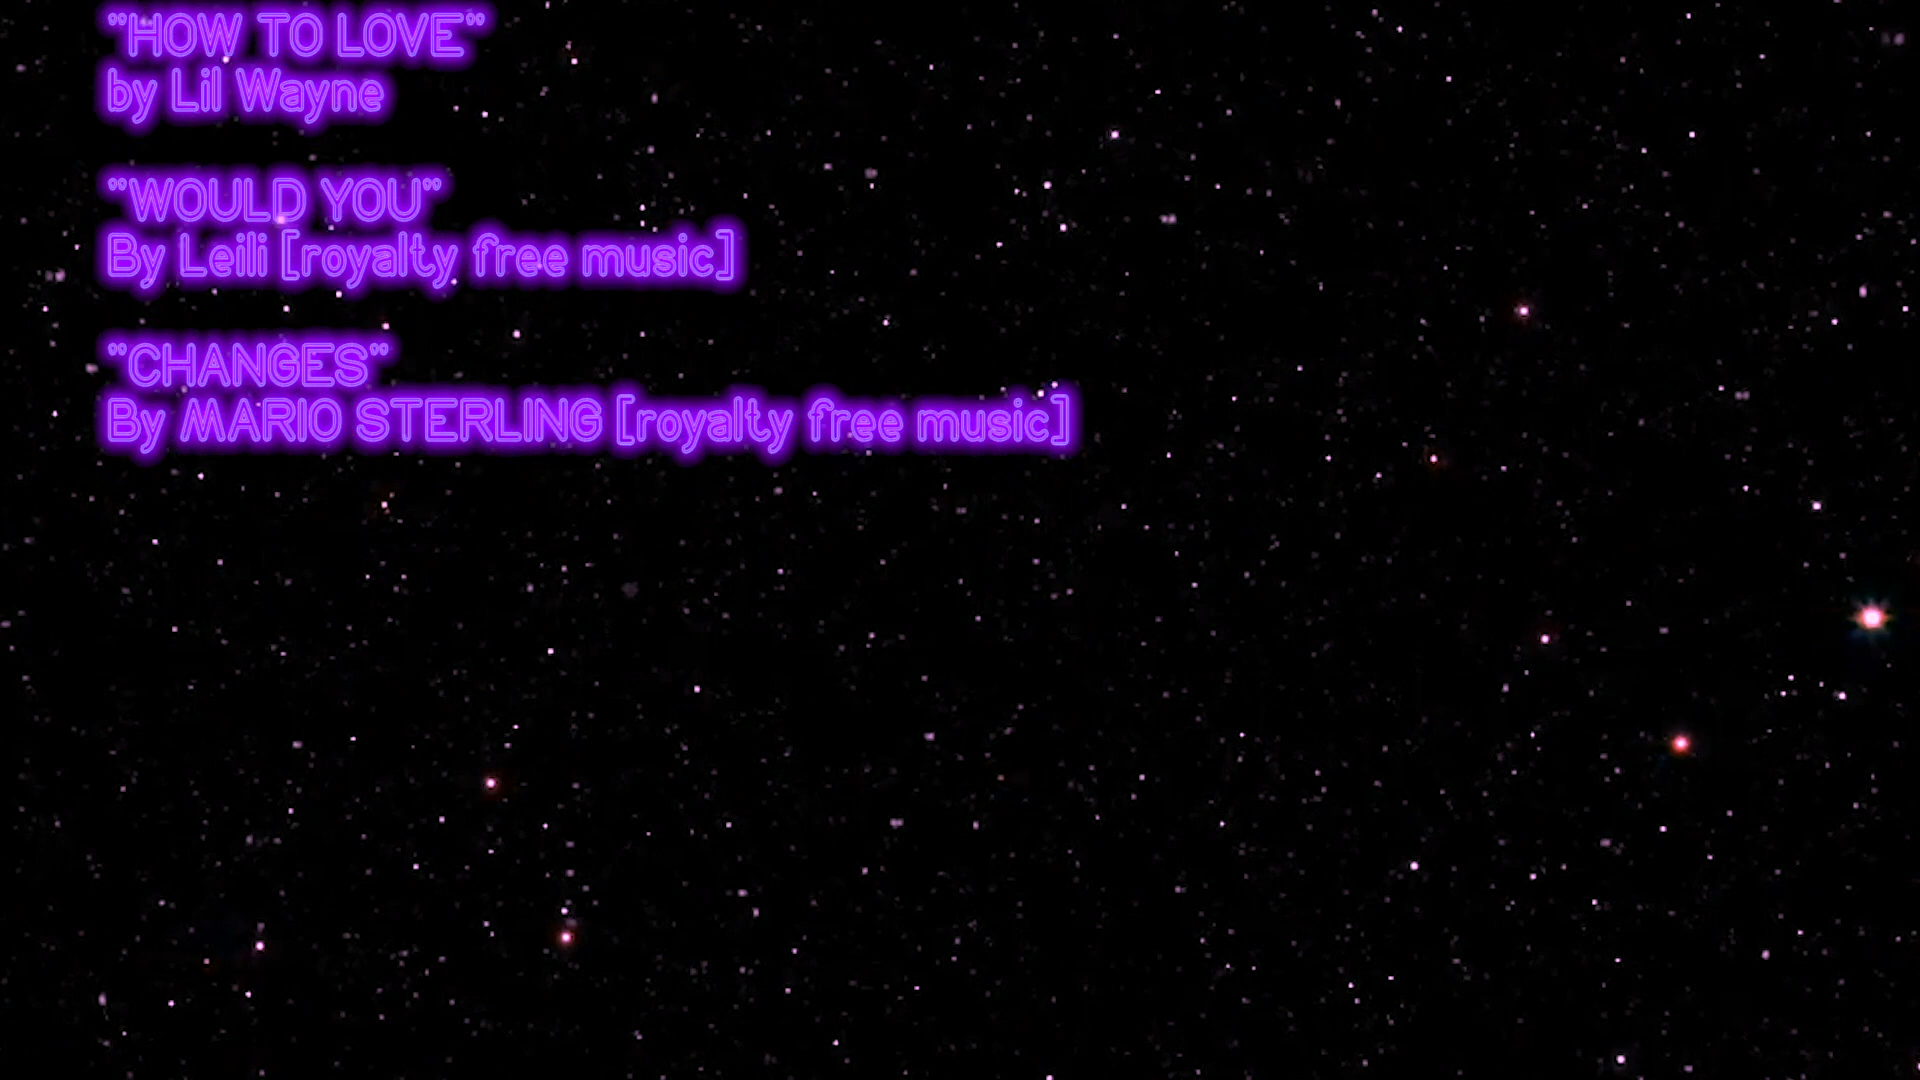 "HOW TO LOVE"
by Lil Wayne
"WOULD YOU"
By Leili [royalty free music]
"CHANGES"
By MARIO STERLING [royalty free music]